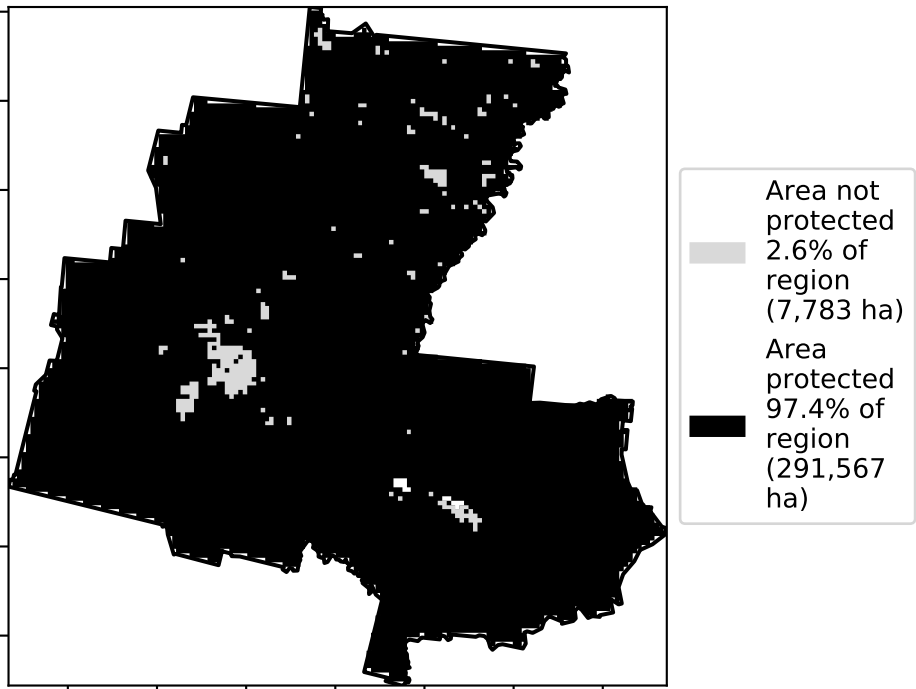 Area not
protected
2.6% of
region
(7,783 ha)
Area
protected
97.4% of
region
(291,567
ha)